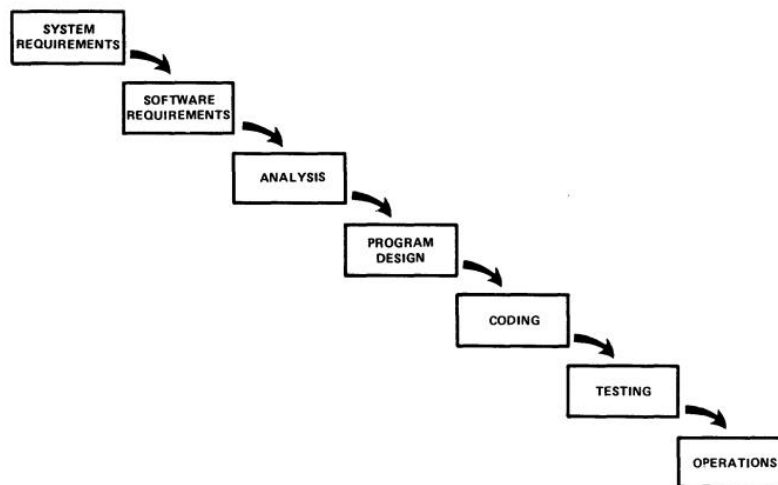 SYSTEM
REQUIREMENTS
SOFTWARE
REQUIREMENTS
ANALYSIS
PROGRAM
DESIGN
CODING
TESTING
OPERATIONS